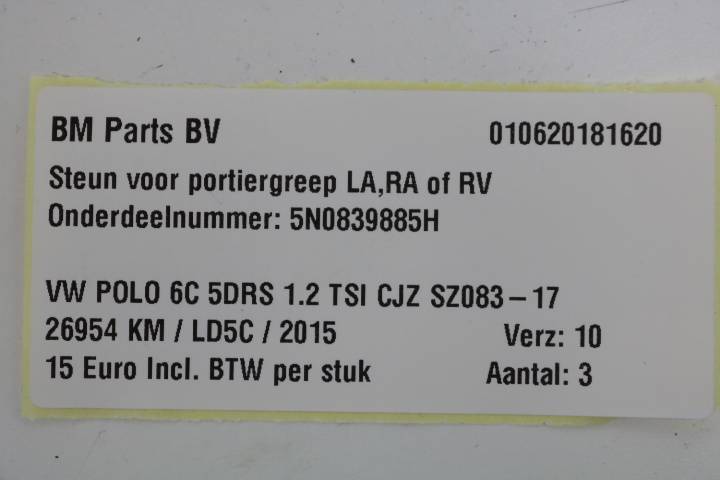 BM Parts BV 010620181620
Steun voor portiergreep LA,RA of RV
Onderdeelnummer: 5N0839885H
VW POLO 6C 5DRS 1.2 TSI CJZ SZ083-17
26954 KM / LD5C / 2015 Verz: 10
15 Euro Incl. BTW per stuk Aantal: 3